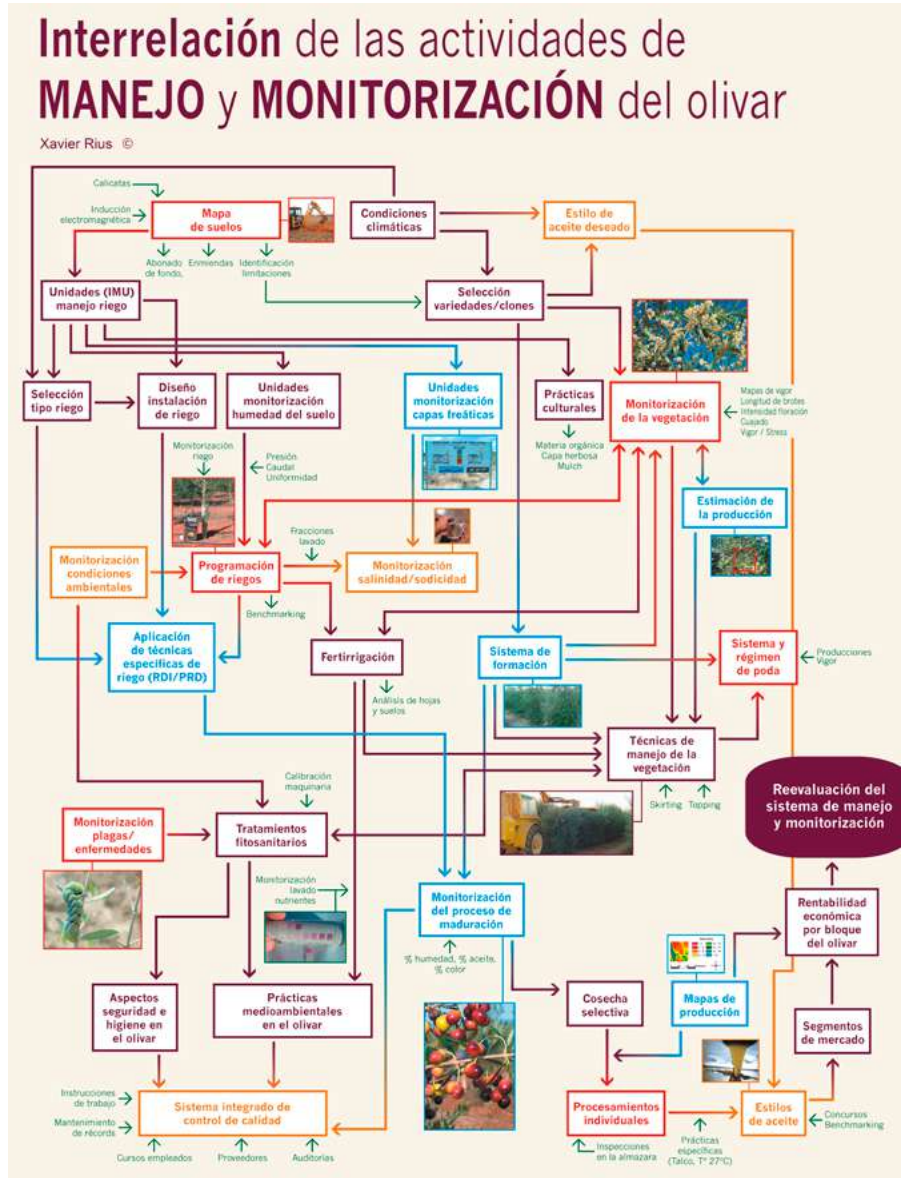 Interrelación de las actividades de
MANEJO y MONITORIZACIÓN del olivar
Xavier Rius ©
Calicatas
Inducción
electromagnética
Mapa
de suelos
Condiciones
climáticas
Estilo de
aceite deseado
Abonado
de fondo,
Enmiendas
Identificación
limitaciones
Unidades (IMU)
manejo riego
Selección
variedades/clones
Selección
tipo riego
Diseño
instalación
de riego
Unidades
monitorización
humedad del suelo
Unidades
monitorización
capas freáticas
Prácticas
culturales
Monitorización
de la vegetación
Mapas de vigor
Longitud de brotes
Intensidad floración
Cuajado
Vigor / Stress
Materia orgánica
Capa herbosa
Mulch
Monitorización
riego
Presión
Caudal
Uniformidad
Estimación de
la producción
Fracciones
lavado
Monitorización
condiciones
ambientales
Programación
de riegos
Monitorización
salinidad/sodicidad
Benchmarking
Aplicación
de técnicas
específicas de
riego (RDI/PRD)
Fertirrigación
Sistema de
formación
Sistema y
régimen
de poda
Producciones
Vigor
Análisis de hojas
y suelos
Técnicas de
manejo de la
vegetación
Skirting
Topping
Calibración
maquinaria
Reevaluación del
sistema de manejo
y monitorización
Monitorización
plagas/
enfermedades
Tratamientos
fitosanitarios
Monitorización
lavado
nutrientes
Monitorización
del proceso de
maduración
% humedad, % aceite,
% color
Rentabilidad
económica
por bloque
del olivar
Aspectos
seguridad e
higiene en
el olivar
Prácticas
medioambientales
en el olivar
Cosecha
selectiva
Mapas de
producción
Segmentos
de mercado
Instrucciones
de trabajo
Mantenimiento
de récords
Sistema integrado de
control de calidad
Cursos empleados
Proveedores
Auditorías
Procesamientos
individuales
Estilos
de aceite
Concursos
Benchmarking
Inspecciones
en la almazara
Prácticas
específicas
(Talco, Tº 27ºC)